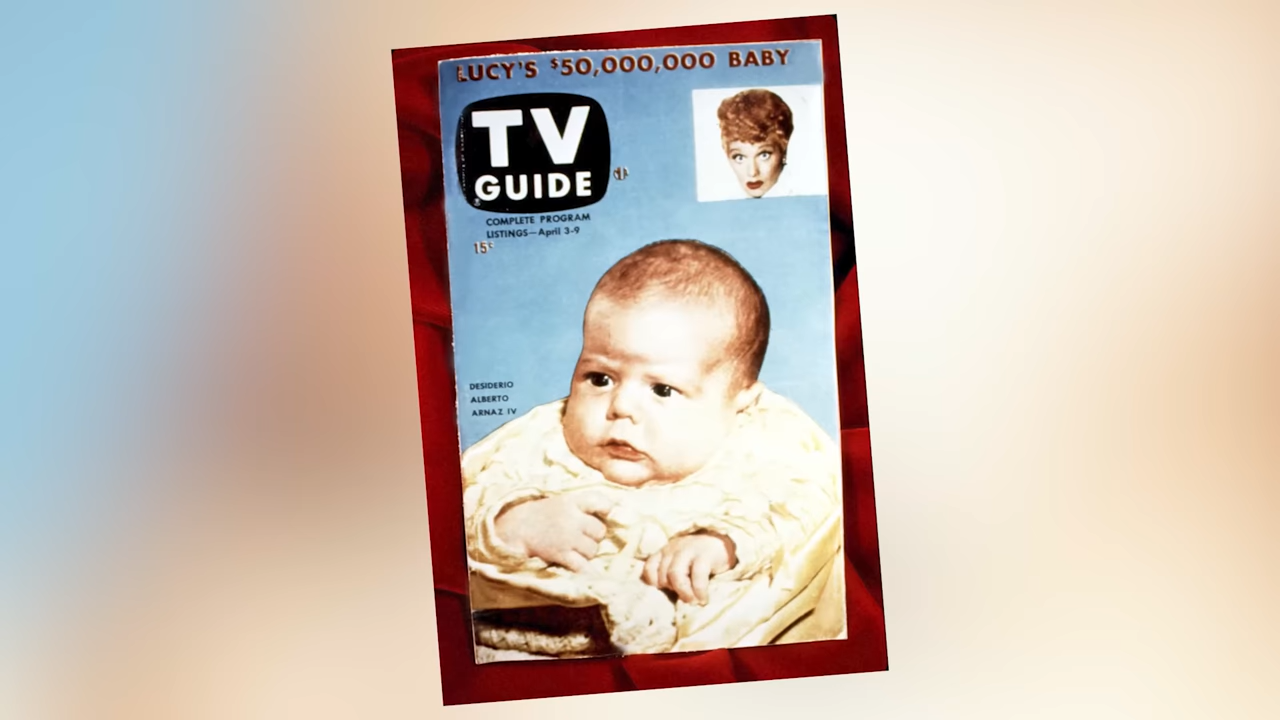 LUCY'S $50,000,000 BABY
TV
GUIDE
COMPLETE PROGRAM
LISTINGS—April 3-9
15¢
DESIDERIO
ALBERTO
ARNAZ IV